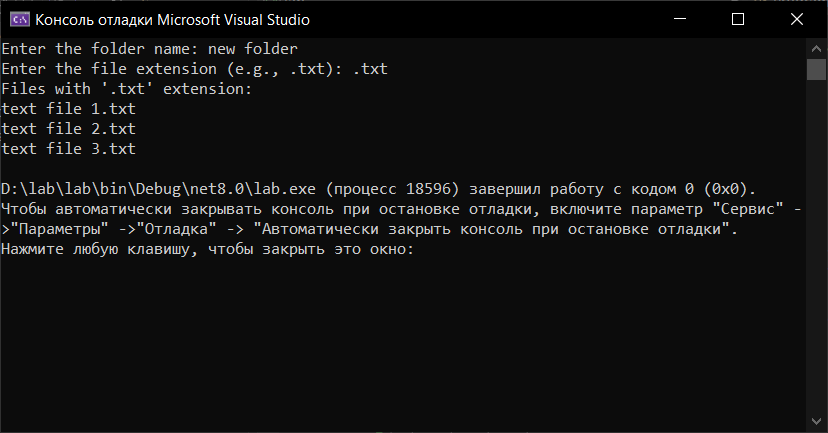 Консоль отладки Microsoft Visual Studio
Enter the folder name: new folder
Enter the file extension (e.g., .txt): .txt
Files with '.txt' extension:
text file 1.txt
text file 2.txt
text file 3.txt
D:\lab\lab\bin\Debug\net8.0\lab.exe (процесс 18596) завершил работу с кодом 0 (0x0).
Чтобы автоматически закрывать консоль при остановке отладки, включите параметр "Сервис" -
>"Параметры" ->"Отладка" -> "Автоматически закрыть консоль при остановке отладки".
Нажмите любую клавишу, чтобы закрыть это окно: